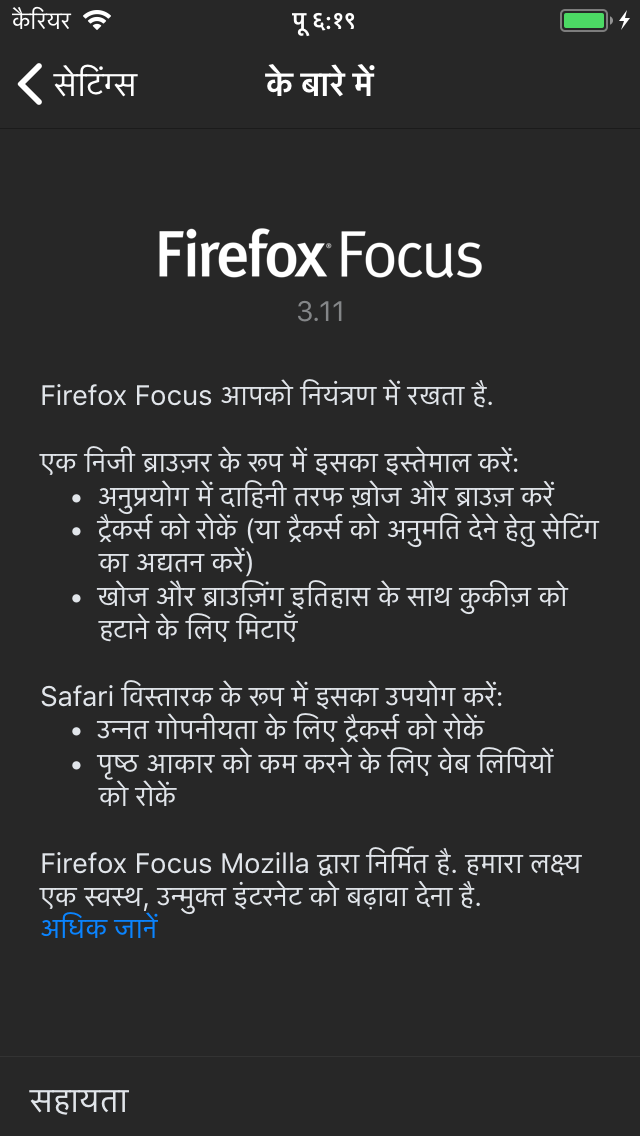 कैरियर
पू ६:१९
सेटिंग्स
के बारे में
Firefox Focus
3.11
Firefox Focus आपको नियंत्रण में रखता है.
एक निजी ब्राउज़र के रूप में इसका इस्तेमाल करें:
• अनुप्रयोग में दाहिनी तरफ ख़ोज और ब्राउज़ करें
• ट्रैकर्स को रोकें (या ट्रैकर्स को अनुमति देने हेतु सेटिंग
का अद्यतन करें)
• खोज और ब्राउज़िंग इतिहास के साथ कुकीज़ को
हटाने के लिए मिटाएँ
Safari विस्तारक के रूप में इसका उपयोग करें:
• उन्नत गोपनीयता के लिए ट्रैकर्स को रोकें
• पृष्ठ आकार को कम करने के लिए वेब लिपियों
को रोकें
Firefox Focus Mozilla द्वारा निर्मित है. हमारा लक्ष्य
एक स्वस्थ, उन्मुक्त इंटरनेट को बढ़ावा देना है.
अधिक जानें
सहायता